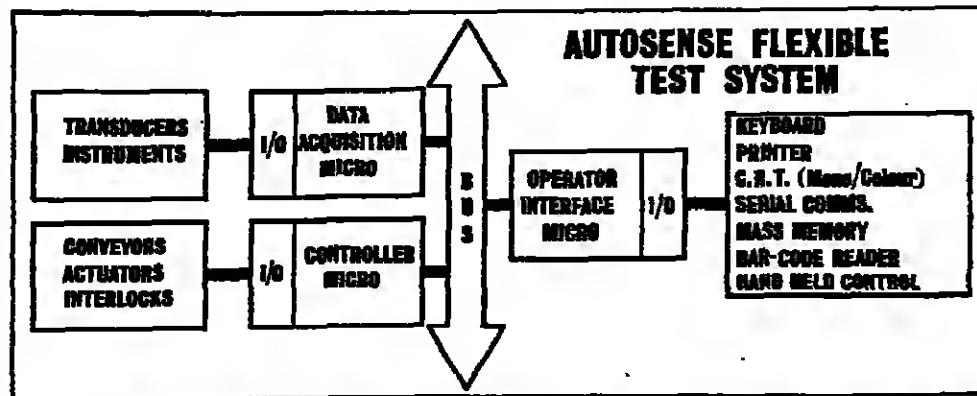 AUTOSENSE FLEXIBLE
TEST SYSTEM
TRANSDUCERS
INSTRUMENTS
I/O
DATA
ACQUISITION
MICRO
CONVEYORS
ACTUATORS
INTERLOCKS
I/O
CONTROLLER
MICRO
BUS
OPERATOR
INTERFACE
MICRO
I/O
KEYBOARD
PRINTER
C.R.T. (Mono/Colour)
SERIAL COMMS.
MASS MEMORY
BAR-CODE READER
HAND HELD CONTROL